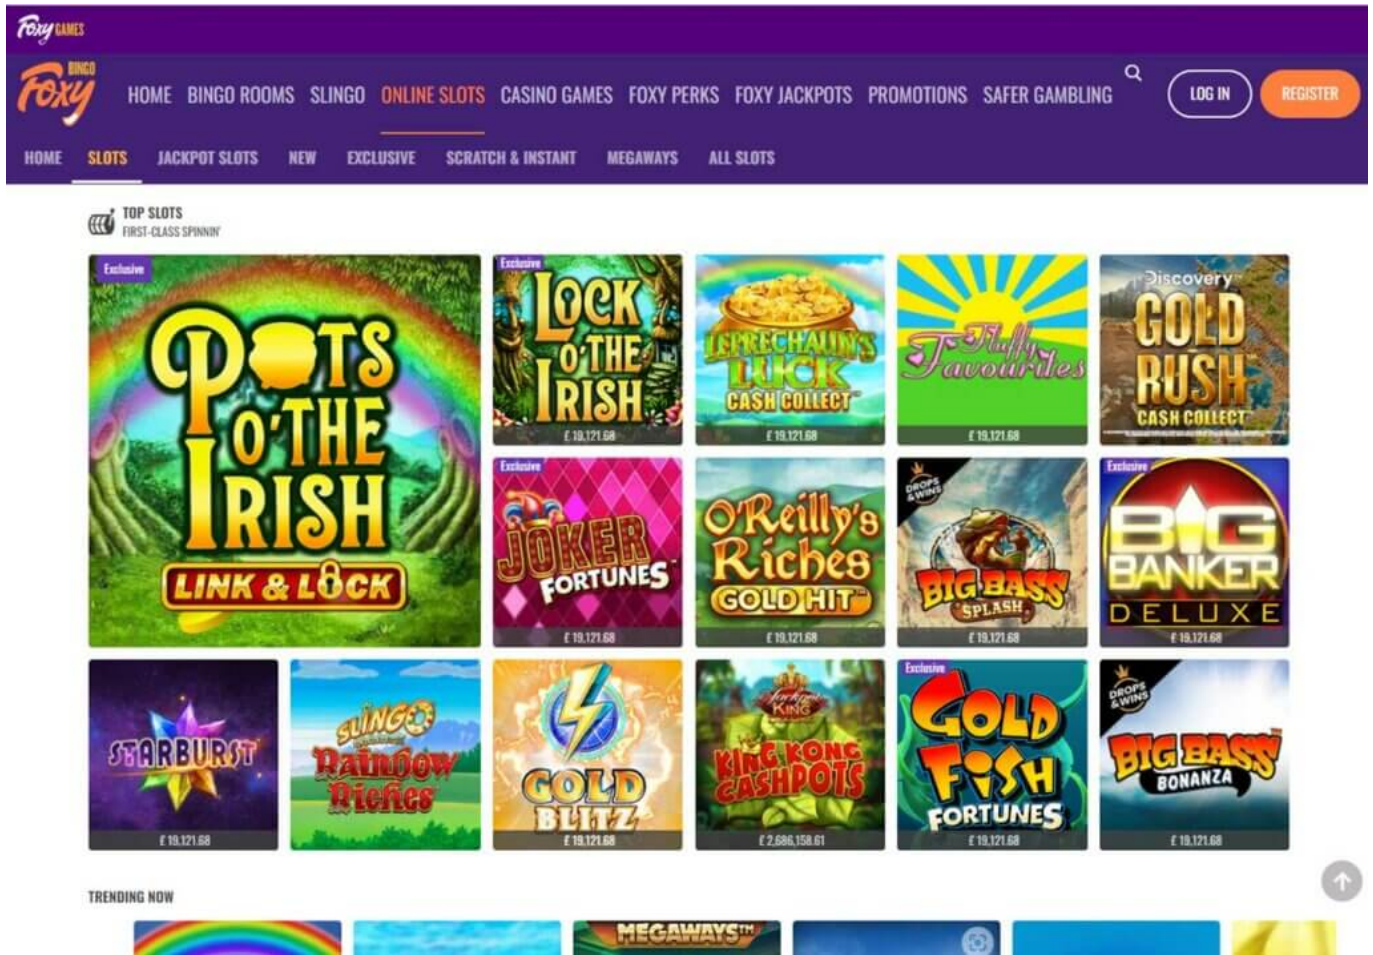 Foxy GAMES
BINGO
Foxy
HOME BINGO ROOMS SLINGO ONLINE SLOTS CASINO GAMES FOXY PERKS FOXY JACKPOTS PROMOTIONS SAFER GAMBLING
LOG IN
REGISTER
HOME SLOTS JACKPOT SLOTS NEW EXCLUSIVE SCRATCH & INSTANT MEGAWAYS ALL SLOTS
TOP SLOTS
FIRST-CLASS SPINNIN'
Exclusive
POTS
O'THE
IRISH
LINK & LOCK
Exclusive
LOCK
O'THE
IRISH
£ 19,121.68
LEPRECHAUN'S
LUCK
CASH COLLECT™
£ 19,121.68
Fluffy
Favourites
£ 19,121.68
Discovery™
GOLD
RUSH
CASH COLLECT™
Exclusive
JOKER
FORTUNES™
£ 19,121.68
O'Reilly's
Riches
GOLD HIT™
£ 19,121.68
DROPS
& WINS
BIG BASS
SPLASH
£ 19,121.68
Exclusive
BIG
BANKER
DELUXE
£ 19,121.68
STARBURST
£ 19,121.68
SLINGO
Rainbow
Riches
GOLD
BLITZ
£ 19,121.68
Jackpot
KING
KING KONG
CASHPOTS
£ 2,686,158.61
Exclusive
GOLD
FISH
FORTUNES
£ 19,121.68
DROPS
& WINS
BIG BASS
BONANZA
£ 19,121.68
TRENDING NOW
MEGAWAYS™